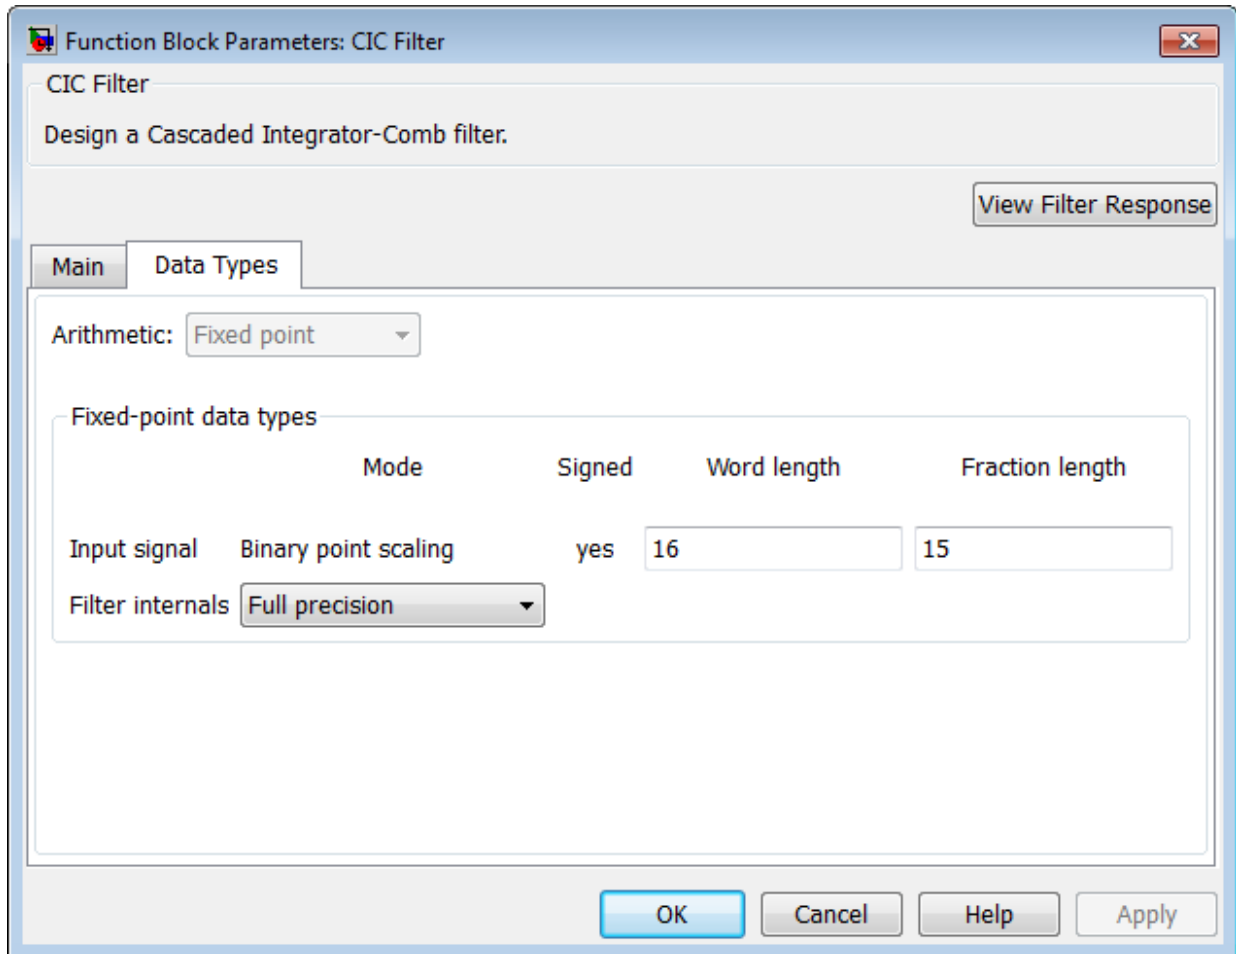 Function Block Parameters: CIC Filter
CIC Filter
Design a Cascaded Integrator-Comb filter.
View Filter Response
Main Data Types
Arithmetic: Fixed point
Fixed-point data types
Mode Signed Word length Fraction length
Input signal Binary point scaling yes 16 15
Filter internals Full precision
OK Cancel Help Apply